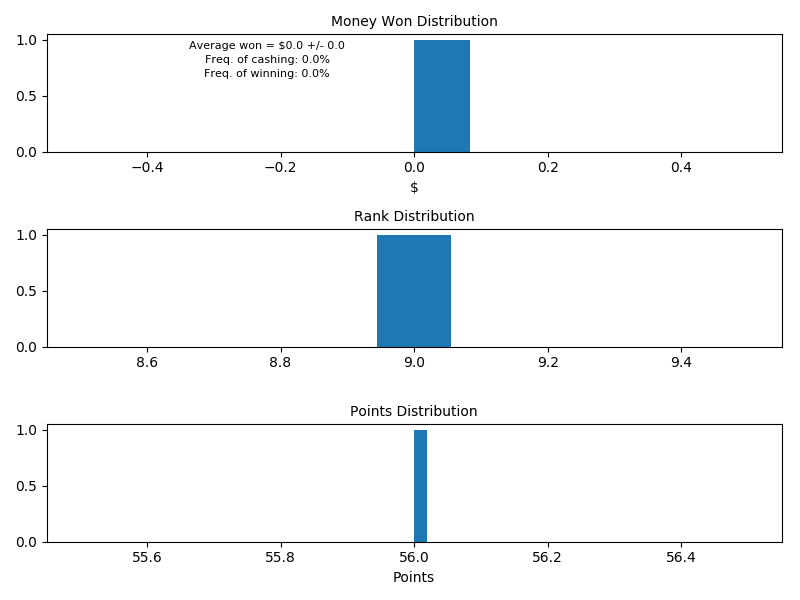 Money Won Distribution
1.0
Average won = $0.0 +/- 0.0
Freq. of cashing: 0.0%
Freq. of winning: 0.0%
0.5
0.0
−0.4 −0.2 0.0 0.2 0.4
$
Rank Distribution
1.0
0.5
0.0
8.6 8.8 9.0 9.2 9.4
Points Distribution
1.0
0.5
0.0
55.6 55.8 56.0 56.2 56.4
Points